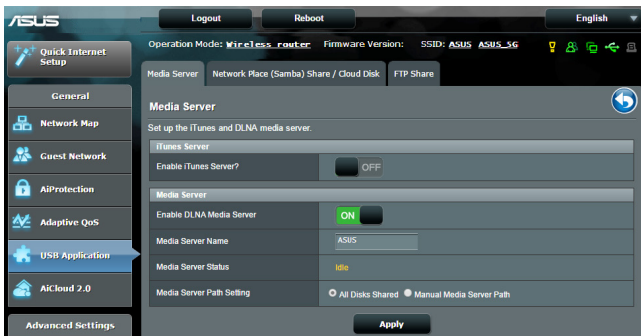 ASUS
Logout
Reboot
English
Quick Internet Setup
Operation Mode: Wireless router Firmware Version: SSID: ASUS ASUS_5G
Media Server
Network Place (Samba) Share / Cloud Disk
FTP Share
General
Network Map
Guest Network
AiProtection
Adaptive QoS
USB Application
AiCloud 2.0
Advanced Settings
Media Server
Set up the iTunes and DLNA media server.
iTunes Server
Enable iTunes Server? OFF
Media Server
Enable DLNA Media Server ON
Media Server Name ASUS
Media Server Status Idle
Media Server Path Setting All Disks Shared Manual Media Server Path
Apply